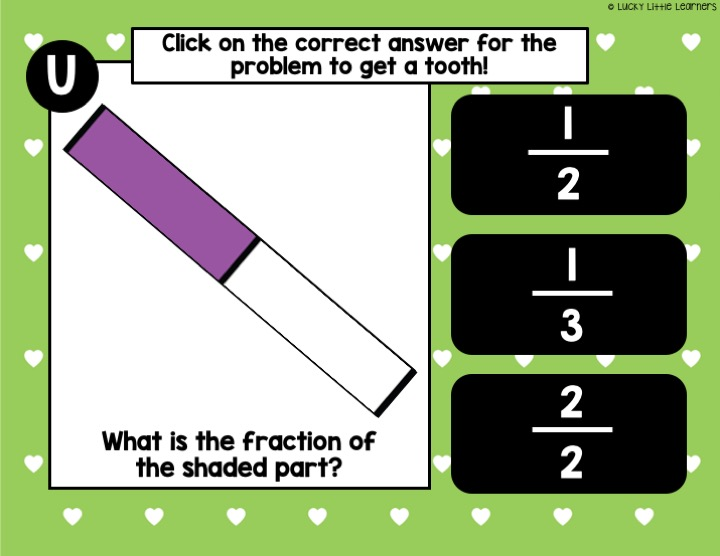 © Lucky Little Learners
Click on the correct answer for the
problem to get a tooth!
U
What is the fraction of
the shaded part?
1
2
1
3
2
2